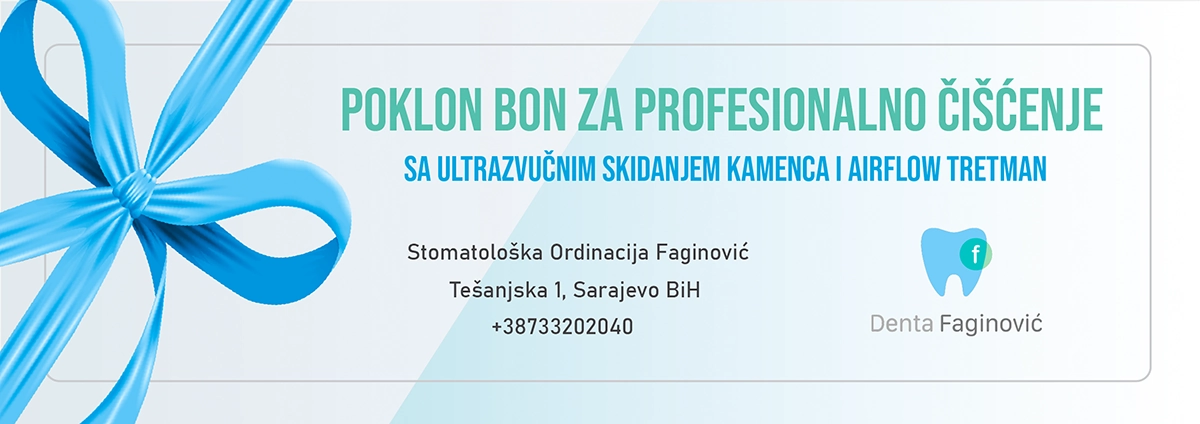 POKLON BON ZA PROFESIONALNO ČIŠĆENJE
SA ULTRAZVUČNIM SKIDANJEM KAMENCA I AIRFLOW TRETMAN
Stomatološka Ordinacija Faginović
Tešanjska 1, Sarajevo BiH
+38733202040
f
Denta Faginović